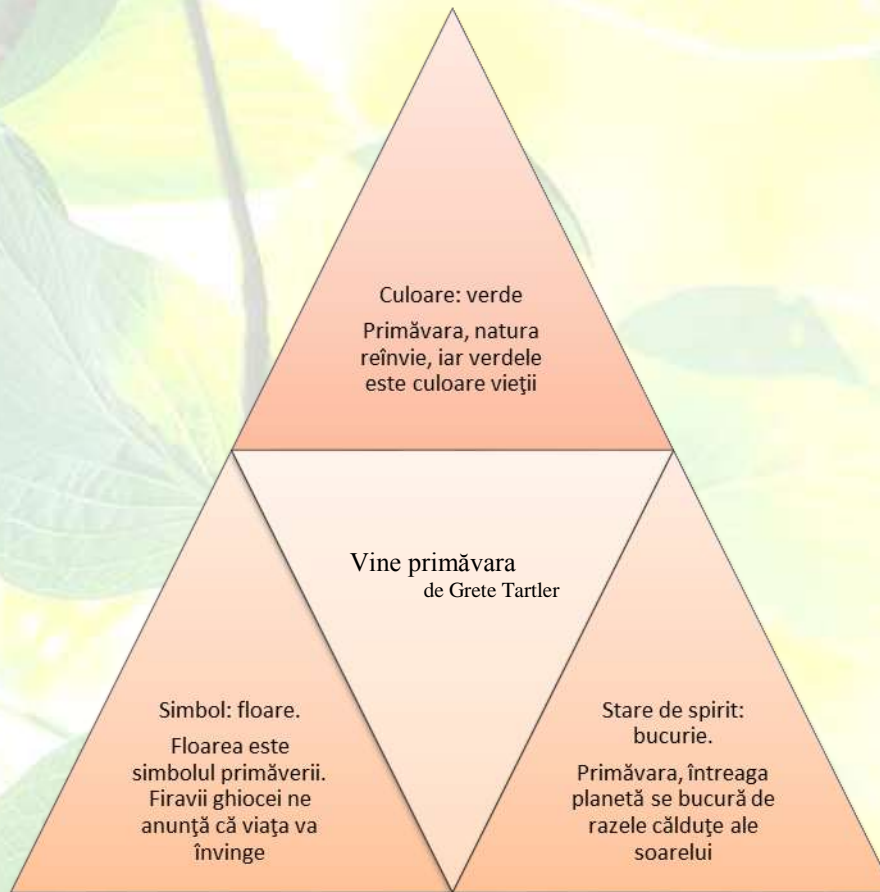 Culoare: verde
Primăvara, natura
reînvie, iar verdele
este culoare vieţii
Vine primăvara
de Grete Tartler
Simbol: floare.
Floarea este
simbolul primăverii.
Firavii ghiocei ne
anunţă că viaţa va
învinge
Stare de spirit:
bucurie.
Primăvara, întreaga
planetă se bucură de
razele călduţe ale
soarelui